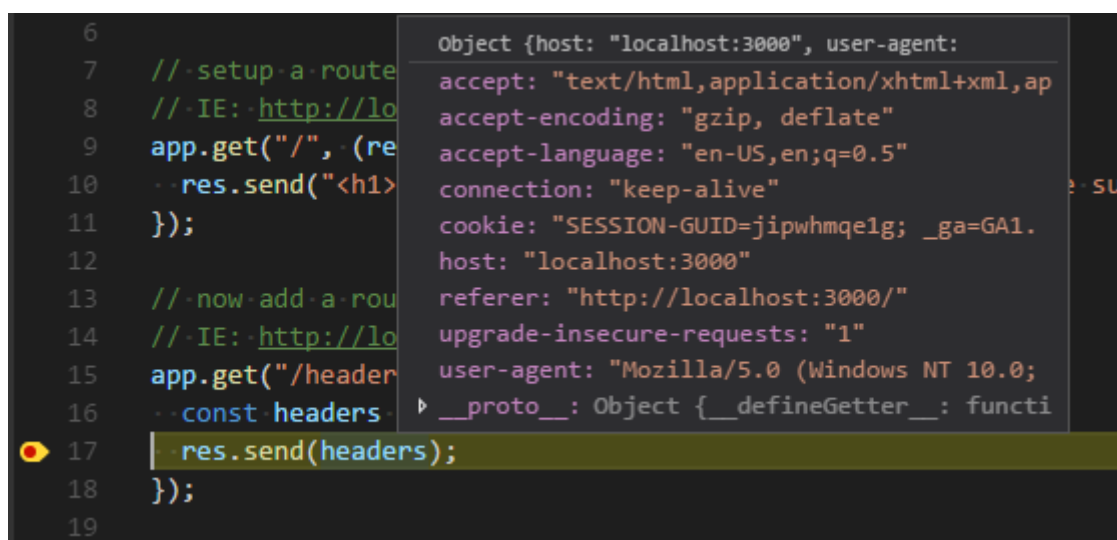 6
7 // setup a route
8 // IE: http://lo
9 app.get("/", (re
10 res.send("<h1> e su
11 });
12
13 // now add a rou
14 // IE: http://lo
15 app.get("/header
16 const headers
17 res.send(headers);
18 });
19
Object {host: "localhost:3000", user-agent:
accept: "text/html,application/xhtml+xml,ap
accept-encoding: "gzip, deflate"
accept-language: "en-US,en;q=0.5"
connection: "keep-alive"
cookie: "SESSION-GUID=jipwhmqe1g; _ga=GA1.
host: "localhost:3000"
referer: "http://localhost:3000/"
upgrade-insecure-requests: "1"
user-agent: "Mozilla/5.0 (Windows NT 10.0;
__proto__: Object {__defineGetter__: functi